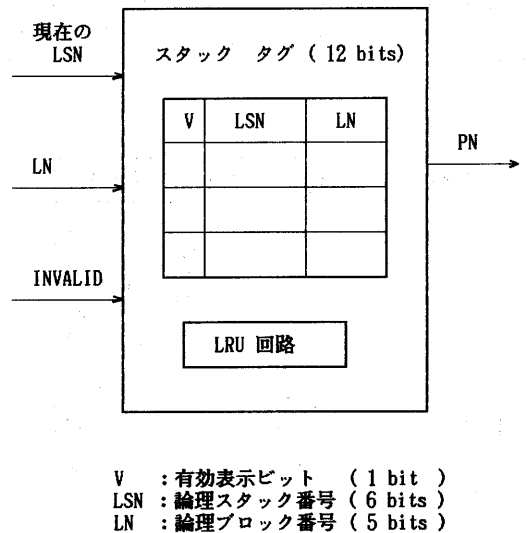 現在の
LSN
スタック タグ ( 12 bits)
V LSN LN
LN
PN
INVALID
LRU 回路
V :有効表示ビット ( 1 bit )
LSN :論理スタック番号 ( 6 bits )
LN :論理ブロック番号 ( 5 bits )